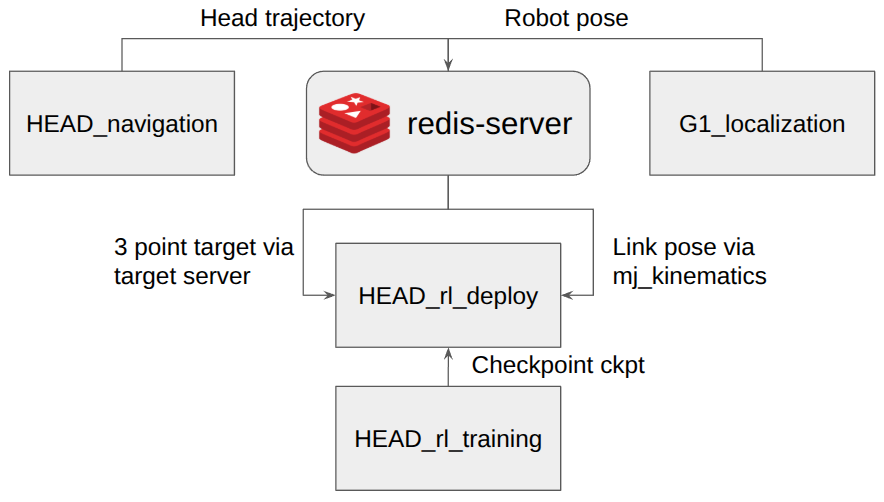 Head trajectory
Robot pose
HEAD_navigation
redis-server
G1_localization
3 point target via
target server
Link pose via
mj_kinematics
HEAD_rl_deploy
Checkpoint ckpt
HEAD_rl_training